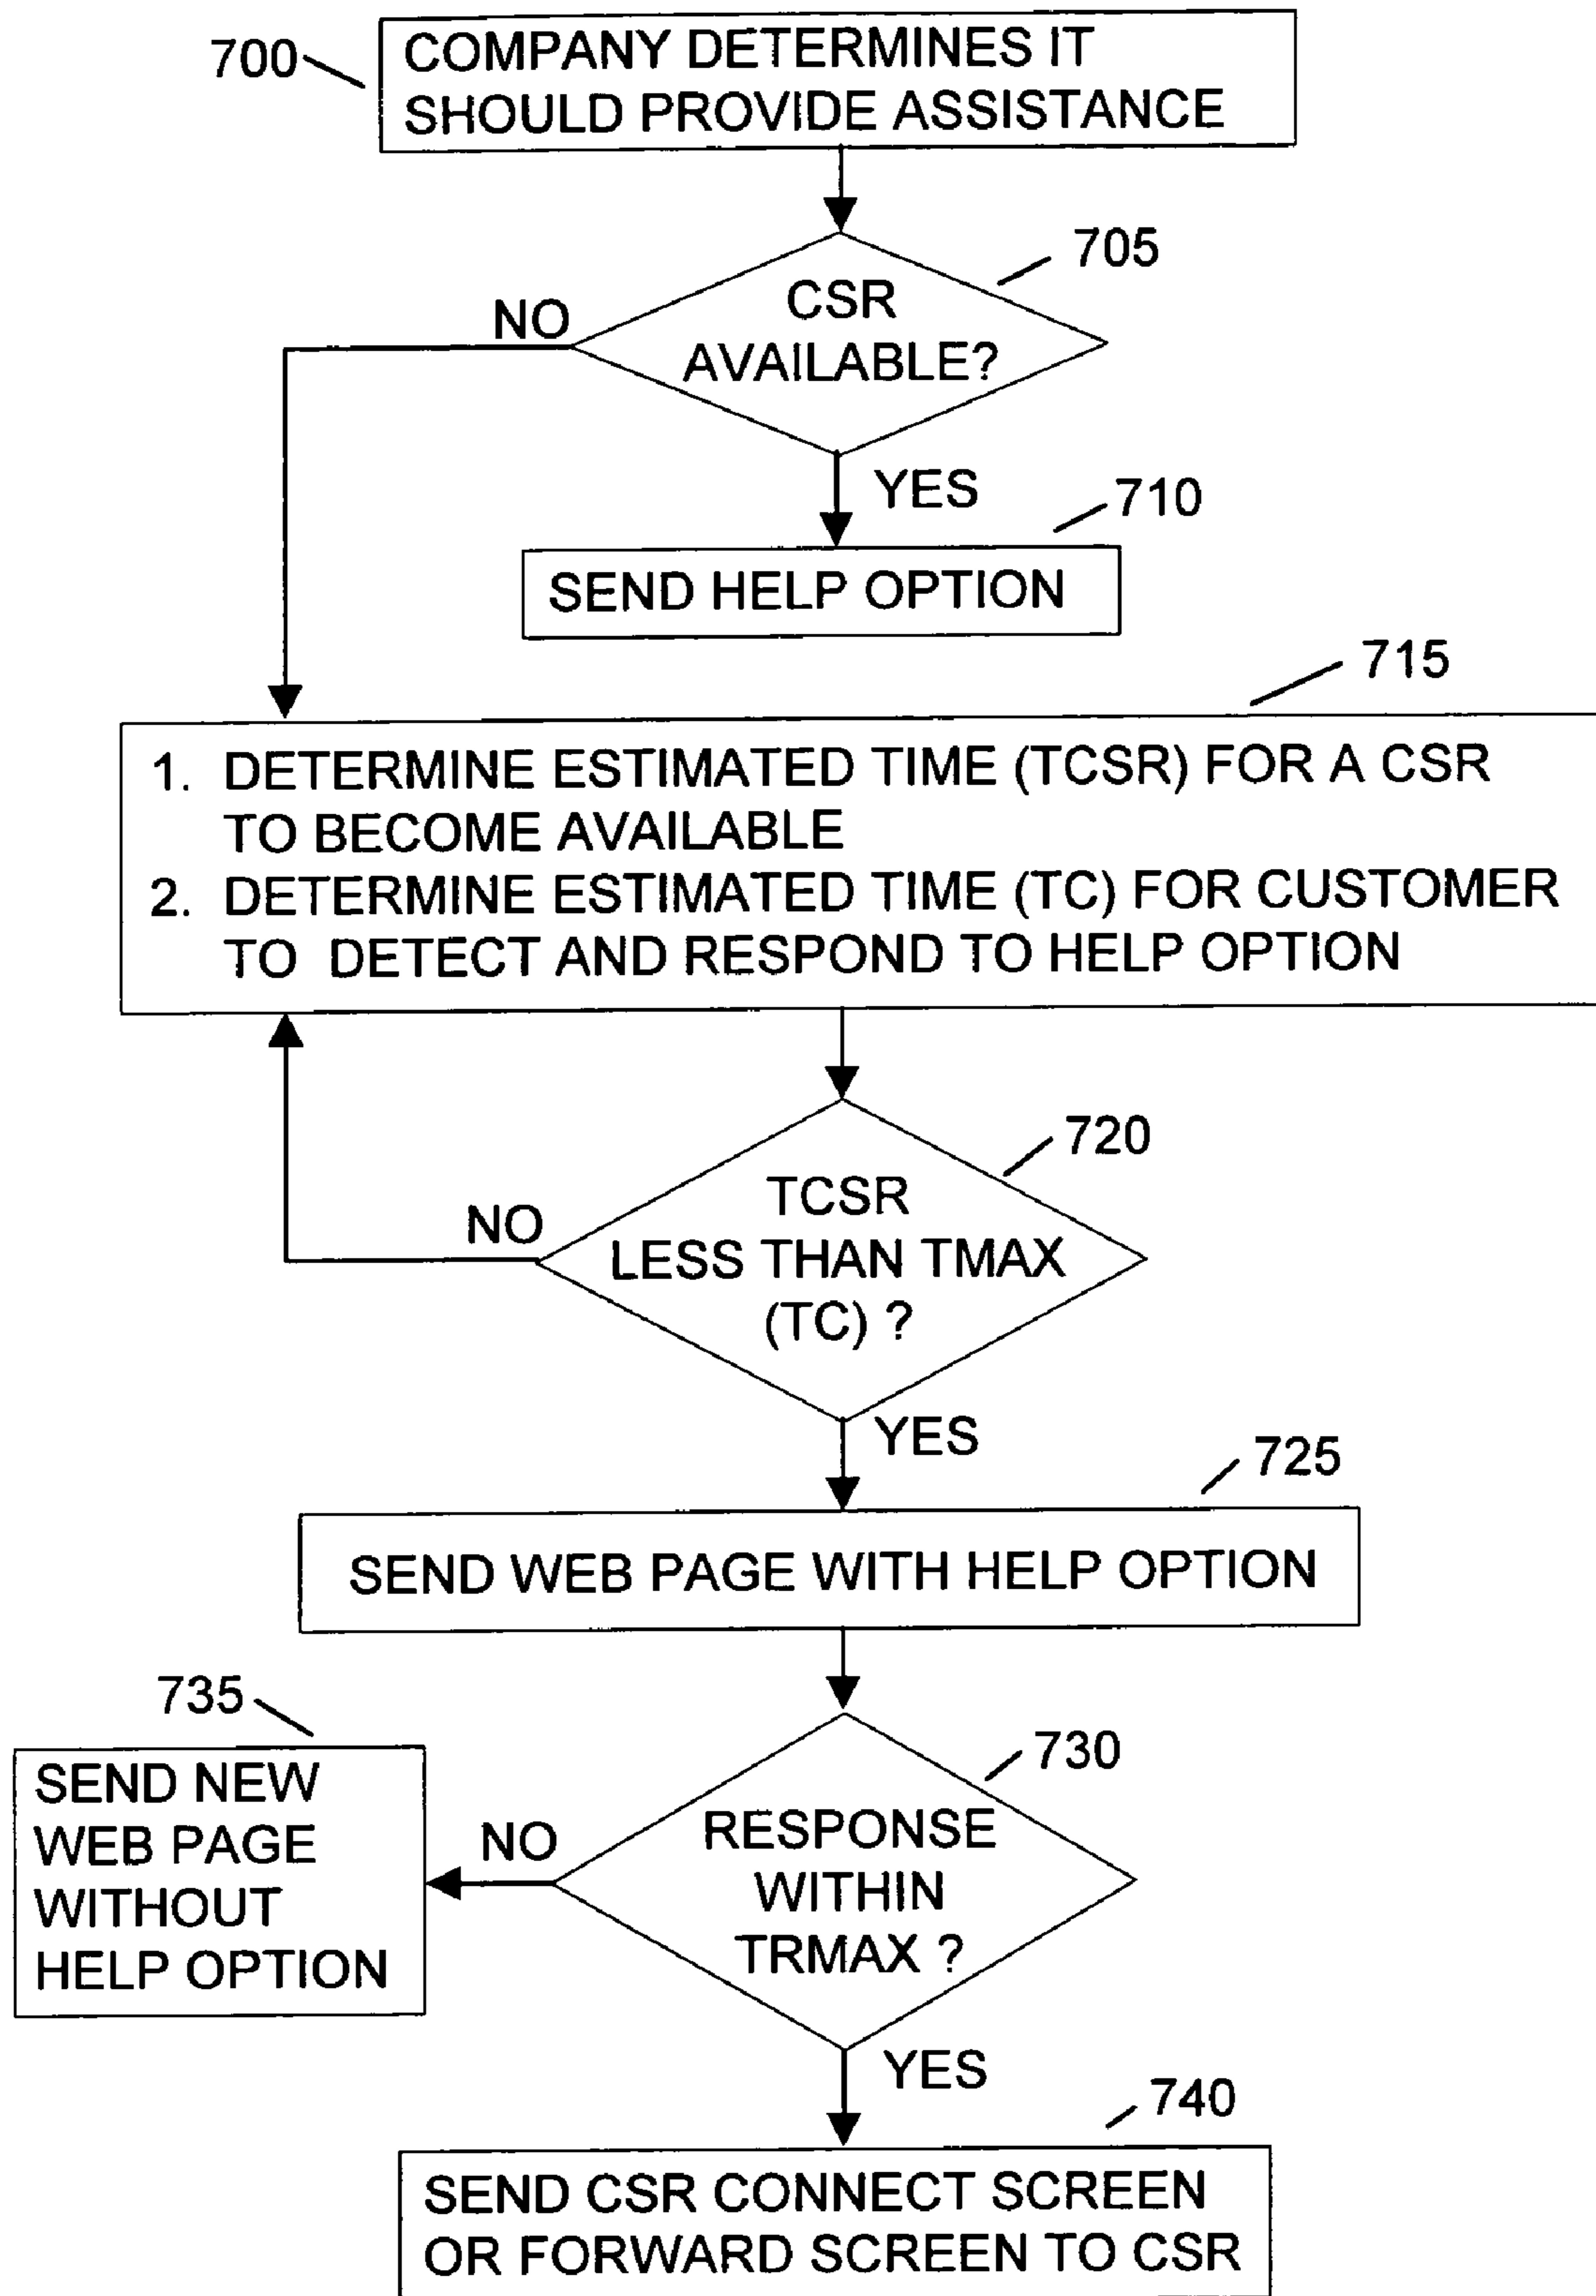 700
COMPANY DETERMINES IT
SHOULD PROVIDE ASSISTANCE
705
CSR
AVAILABLE?
NO
YES
710
SEND HELP OPTION
715
1. DETERMINE ESTIMATED TIME (TCSR) FOR A CSR
TO BECOME AVAILABLE
2. DETERMINE ESTIMATED TIME (TC) FOR CUSTOMER
TO DETECT AND RESPOND TO HELP OPTION
720
TCSR
LESS THAN TMAX
(TC) ?
NO
YES
725
SEND WEB PAGE WITH HELP OPTION
730
RESPONSE
WITHIN
TRMAX ?
NO
735
SEND NEW
WEB PAGE
WITHOUT
HELP OPTION
YES
740
SEND CSR CONNECT SCREEN
OR FORWARD SCREEN TO CSR